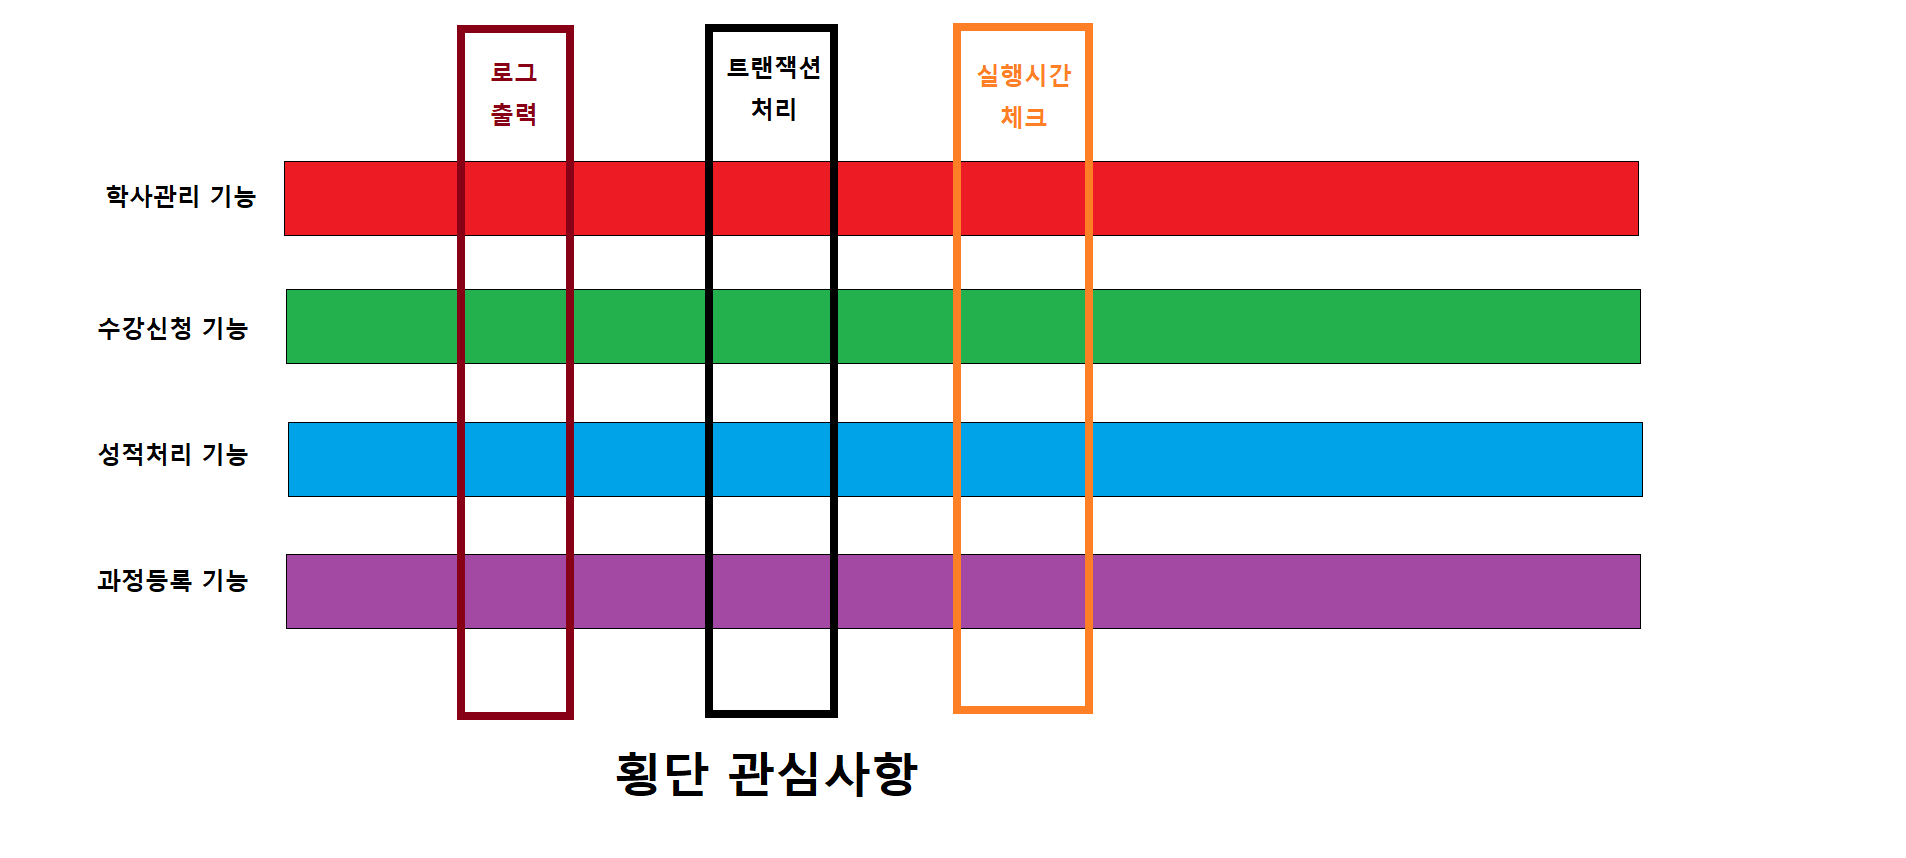 로그
출력
트랜잭션
처리
실행시간
체크
학사관리 기능
수강신청 기능
성적처리 기능
과정등록 기능
횡단 관심사항